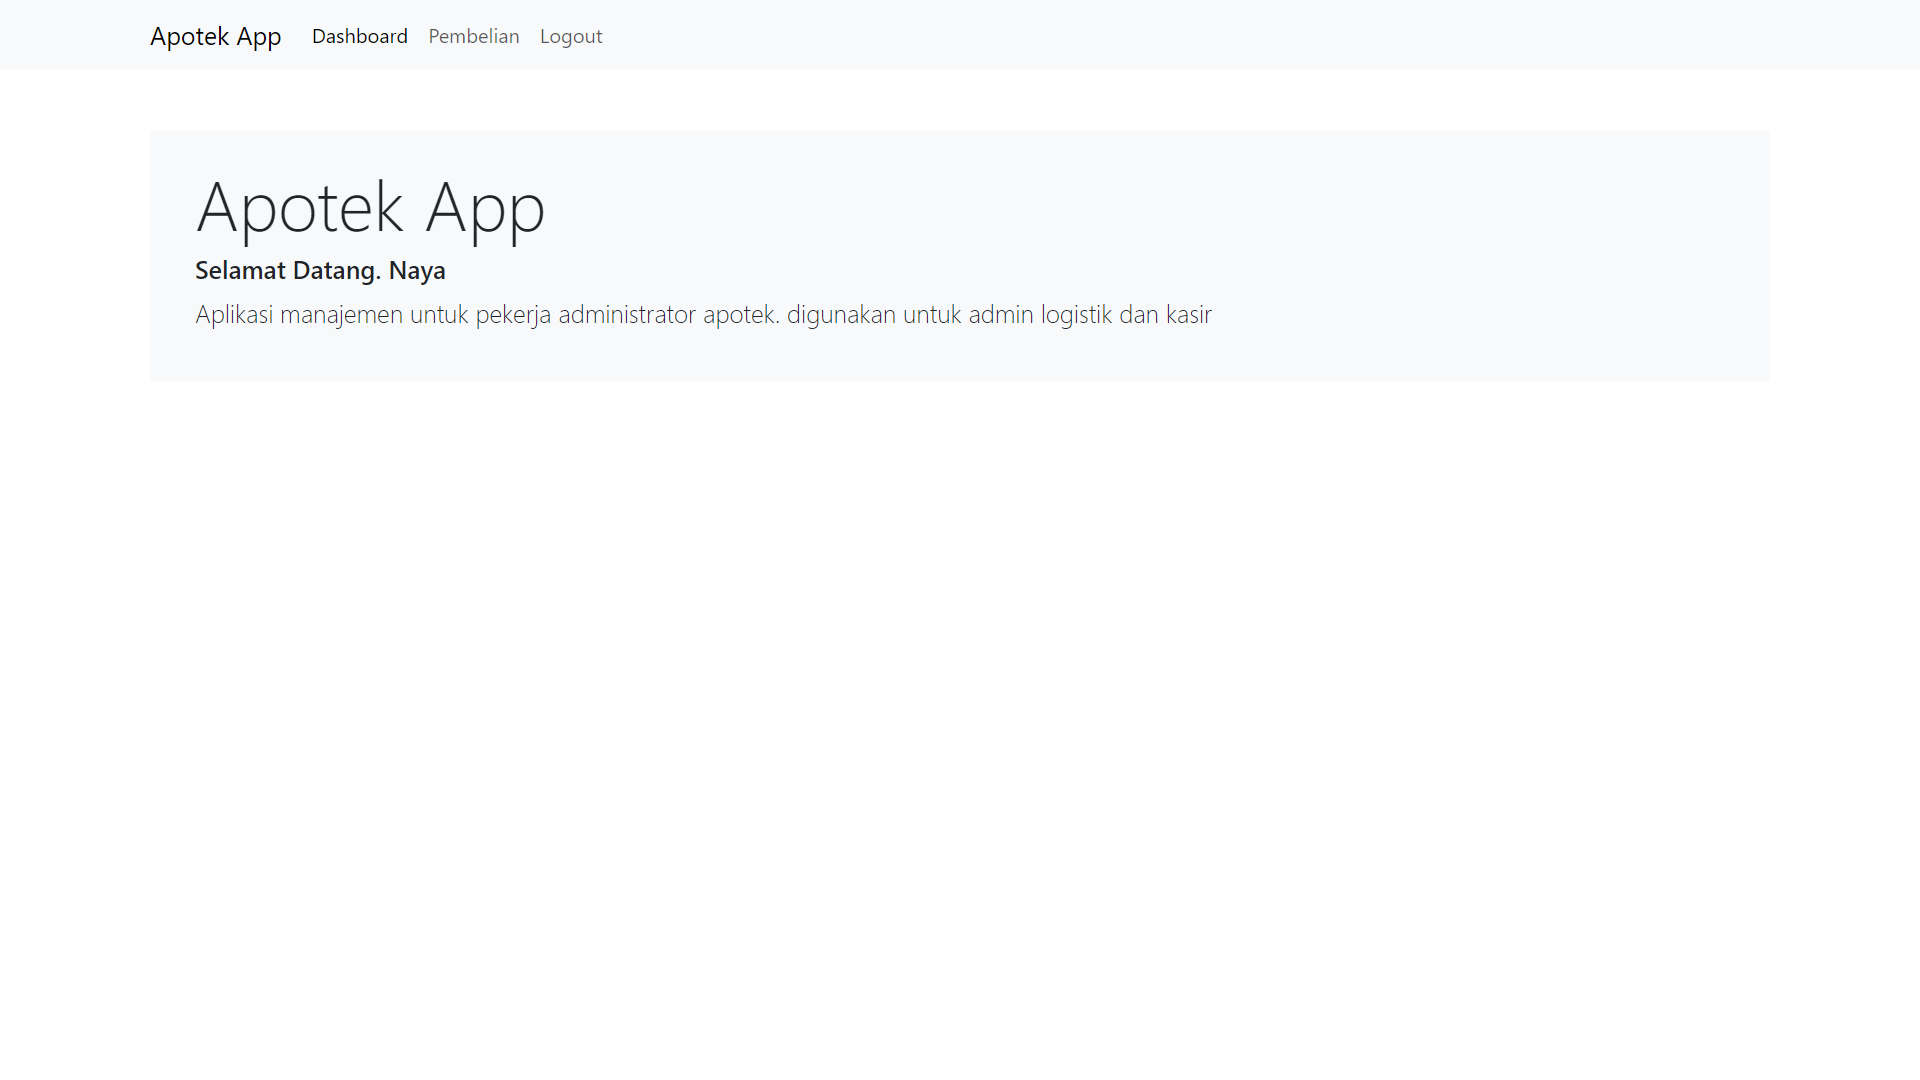 Apotek App Dashboard Pembelian Logout
Apotek App
Selamat Datang. Naya
Aplikasi manajemen untuk pekerja administrator apotek. digunakan untuk admin logistik dan kasir